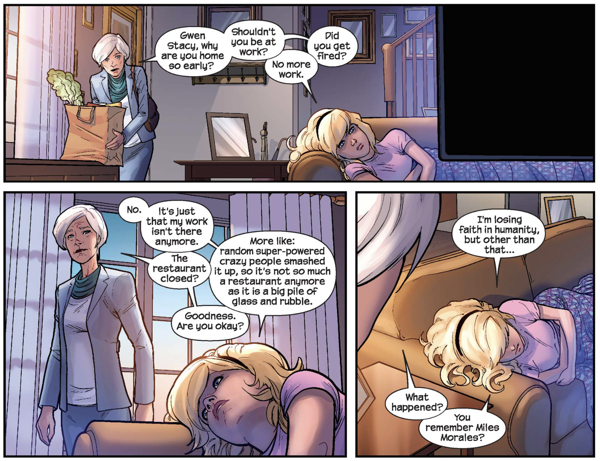 Gwen
Stacy, why
are you home
so early?
Shouldn't
you be at
work?
Did
you get
fired?
No more
work.
No.
It's just
that my work
isn't there
anymore.
The
restaurant
closed?
More like:
random super-powered
crazy people smashed
it up, so it's not so much
a restaurant anymore
as it is a big pile of
glass and rubble.
Goodness.
Are you okay?
I'm losing
faith in humanity,
but other than
that...
What
happened?
You
remember Miles
Morales?